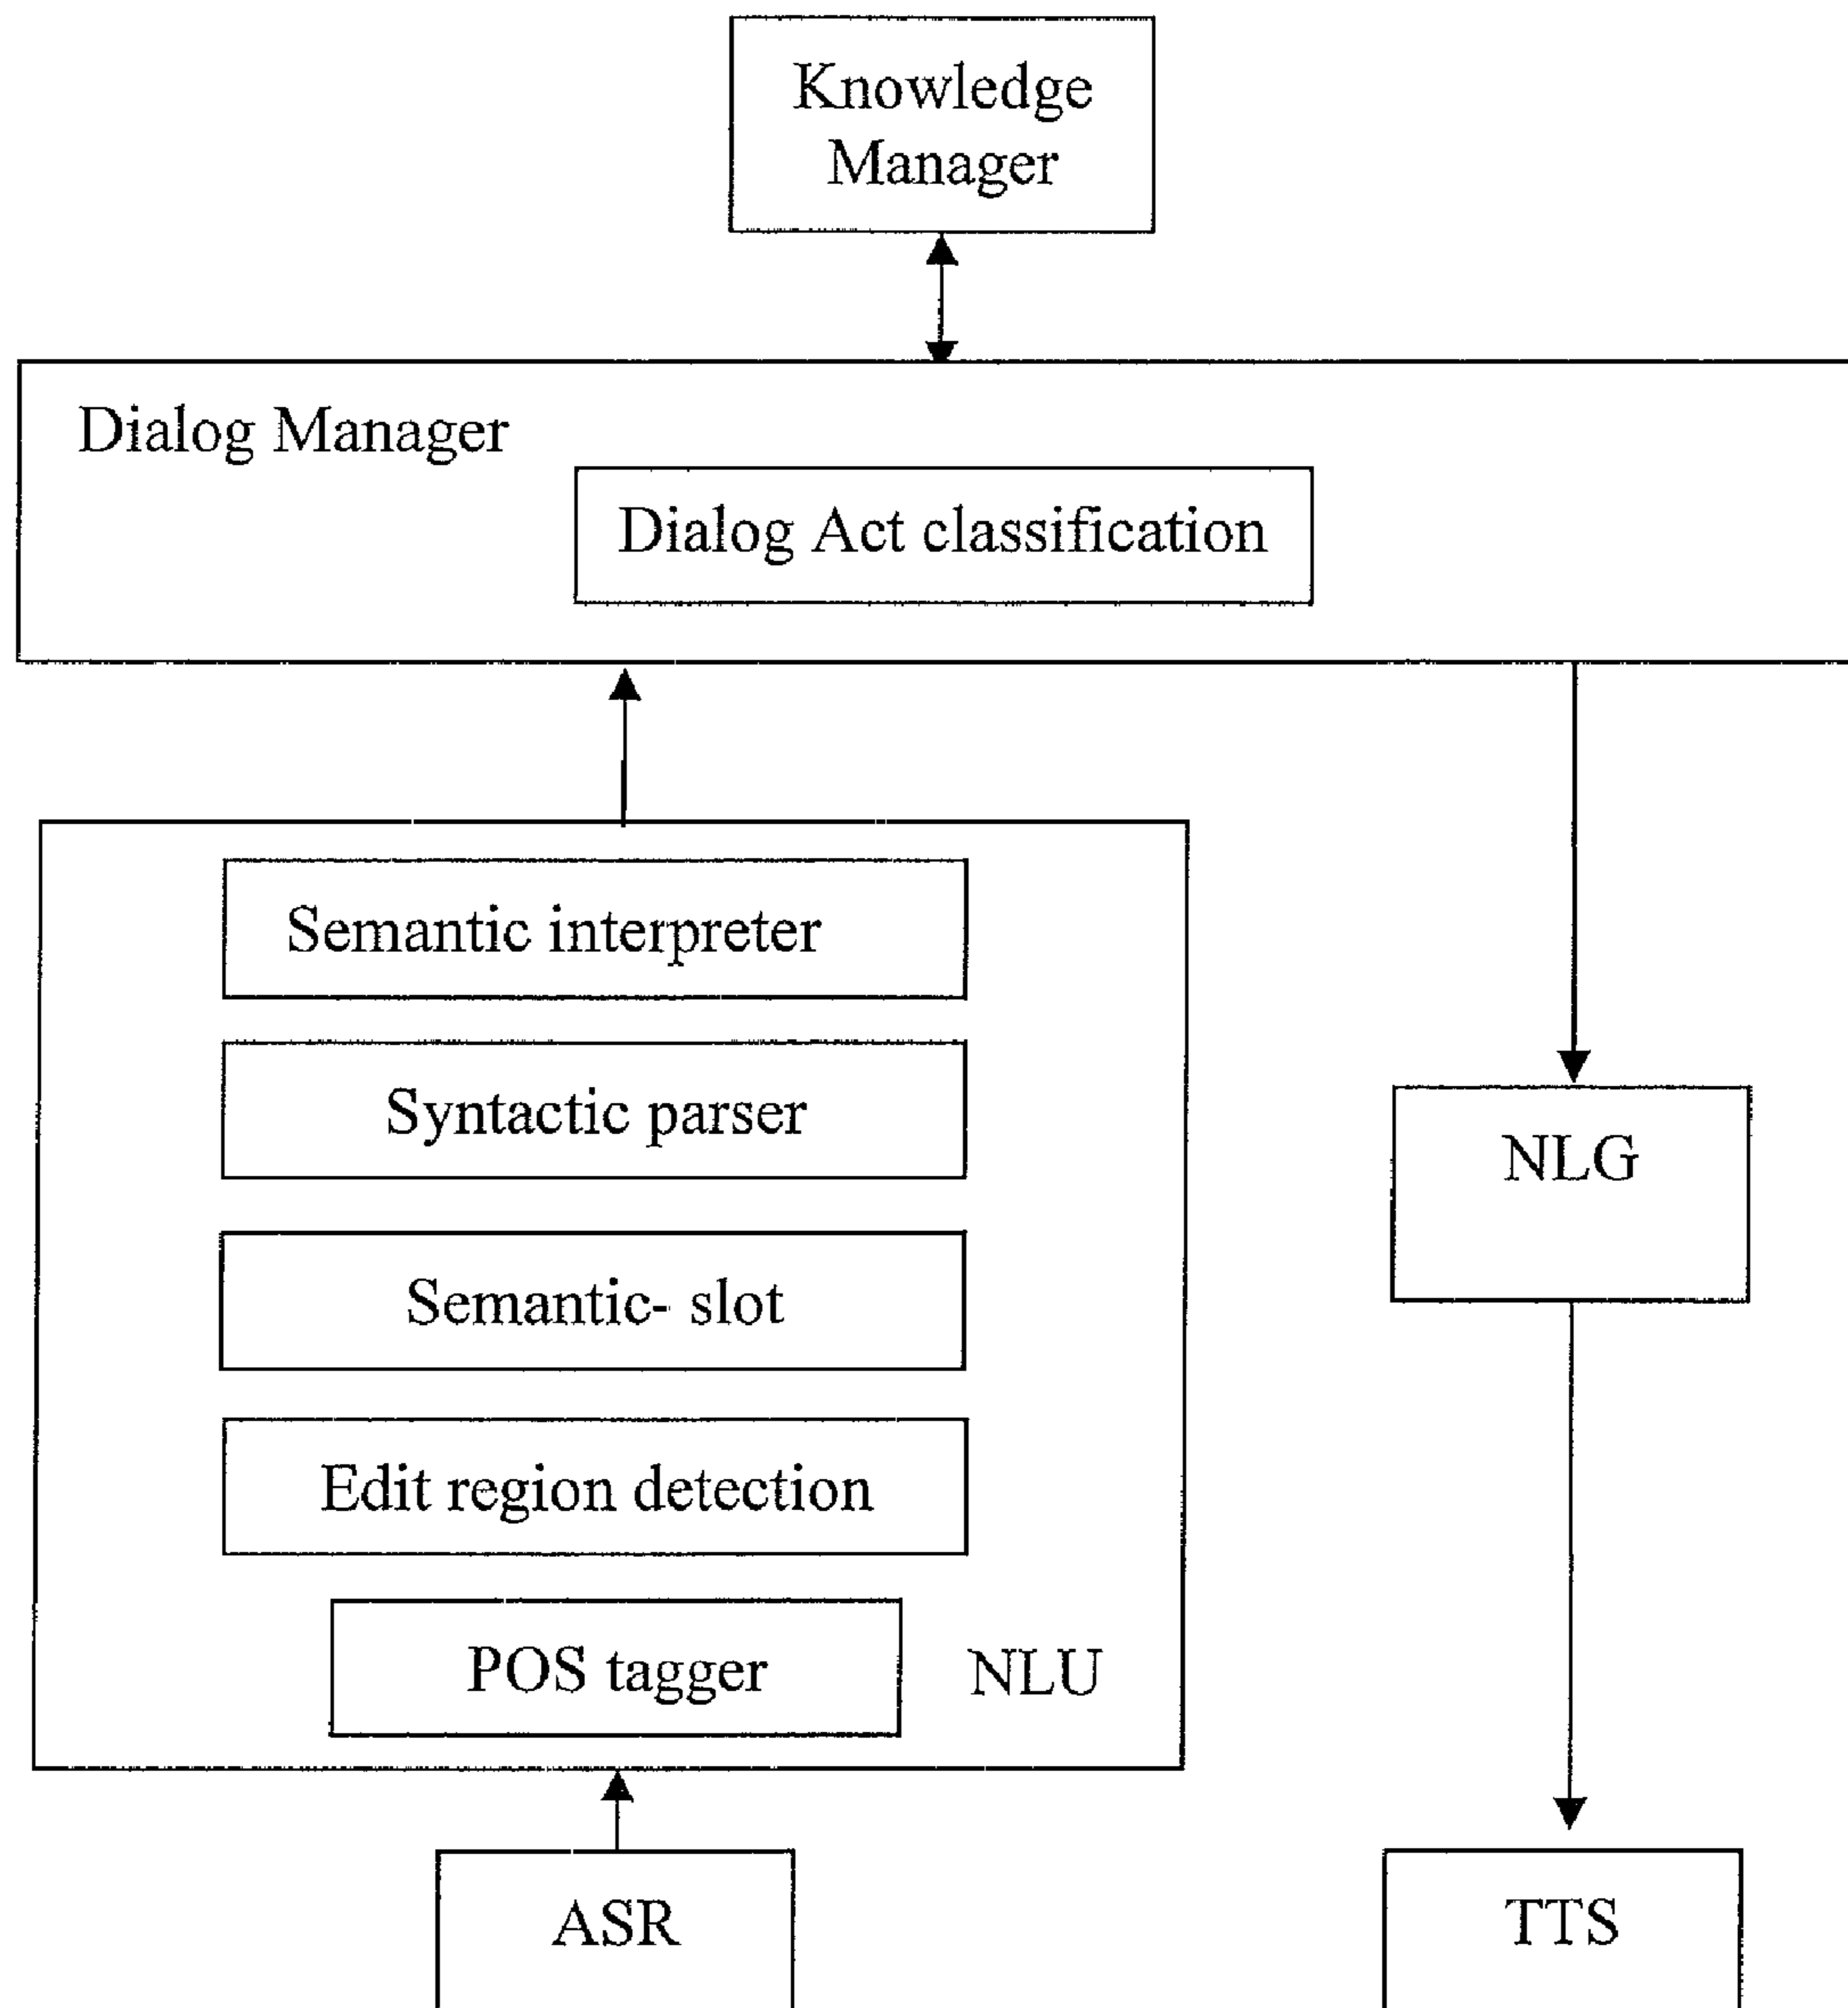 Knowledge
Manager
Dialog Manager
Dialog Act classification
Semantic interpreter
Syntactic parser
Semantic- slot
Edit region detection
POS tagger
NLU
NLG
ASR
TTS